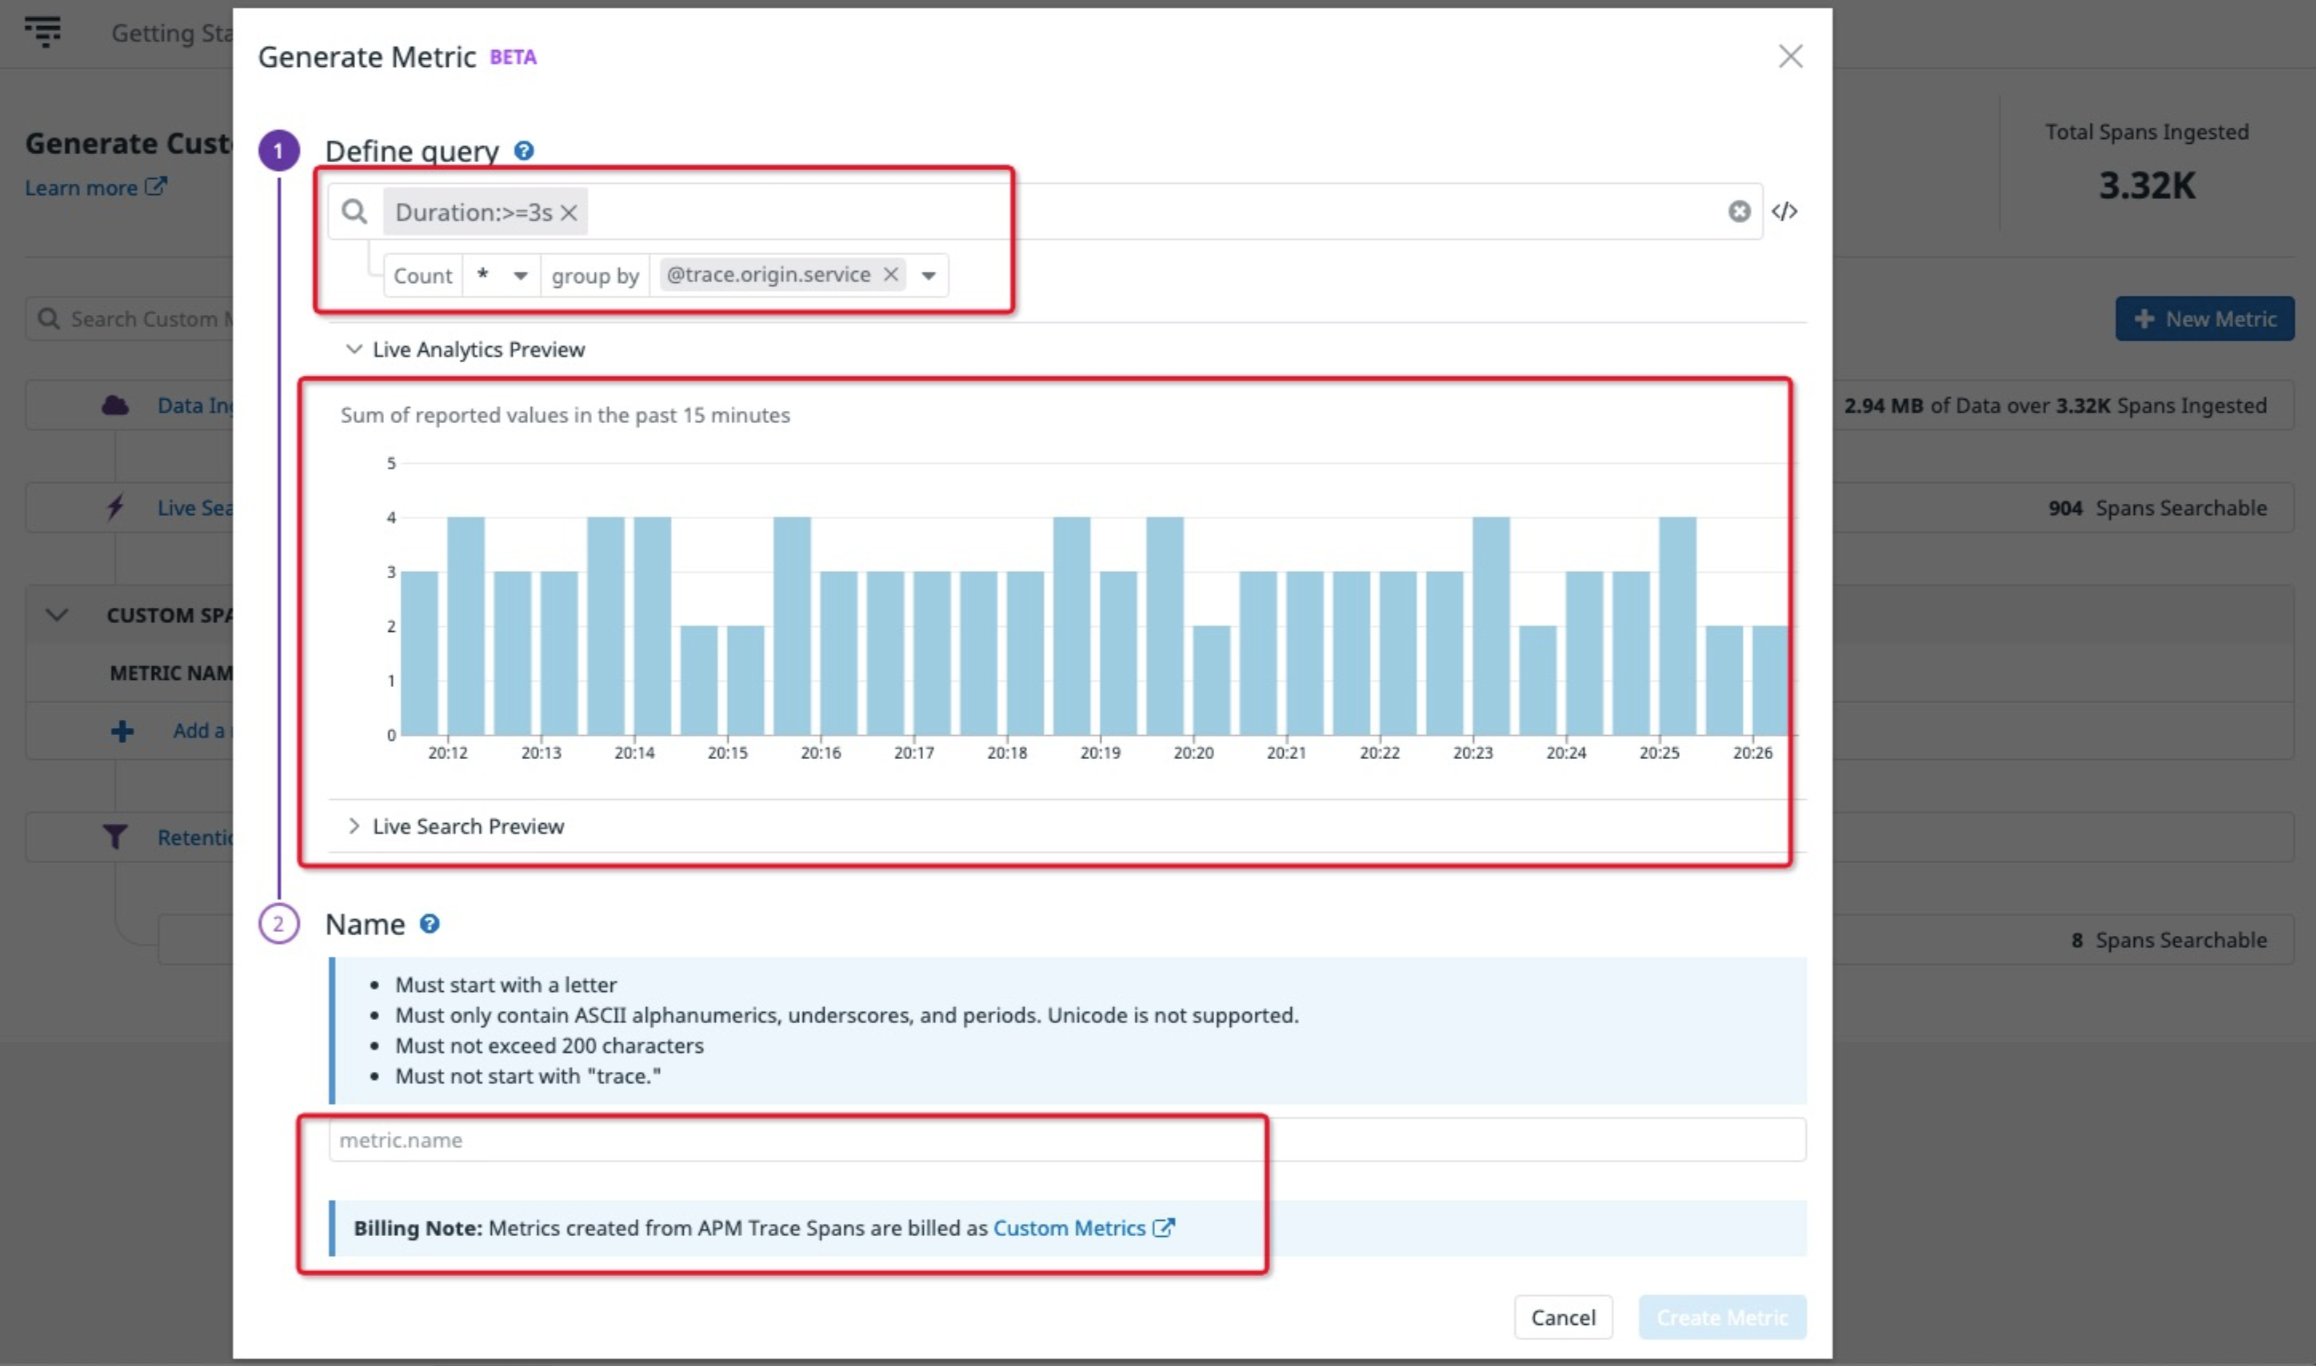 Getting Sta
Generate Metric BETA
Generate Cust
Learn more
Total Spans Ingested
3.32K
1 Define query
Duration:>=3s
Count * group by @trace.origin.service
Search Custom M
New Metric
Live Analytics Preview
Data Ing
2.94 MB of Data over 3.32K Spans Ingested
Sum of reported values in the past 15 minutes
5
4
3
2
1
0
20:12 20:13 20:14 20:15 20:16 20:17 20:18 20:19 20:20 20:21 20:22 20:23 20:24 20:25 20:26
Live Sea
904 Spans Searchable
CUSTOM SPA
METRIC NAM
Add a
Live Search Preview
Retentio
2 Name
8 Spans Searchable
• Must start with a letter
• Must only contain ASCII alphanumerics, underscores, and periods. Unicode is not supported.
• Must not exceed 200 characters
• Must not start with "trace."
metric.name
Billing Note: Metrics created from APM Trace Spans are billed as Custom Metrics
Cancel
Create Metric